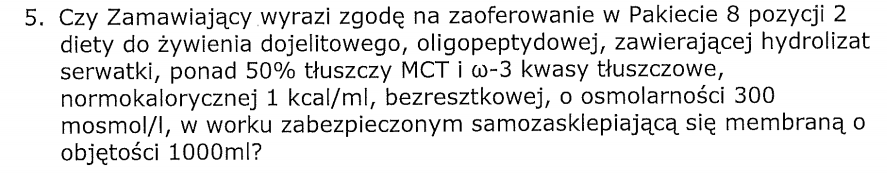 5. Czy Zamawiający wyrazi zgodę na zaoferowanie w Pakiecie 8 pozycji 2
diety do żywienia dojelitowego, oligopeptydowej, zawierającej hydrolizat
serwatki, ponad 50% tłuszczy MCT i ω-3 kwasy tłuszczowe,
normokalorycznej 1 kcal/ml, bezresztkowej, o osmolarności 300
mosmol/l, w worku zabezpieczonym samozasklepiającą się membraną o
objętości 1000ml?